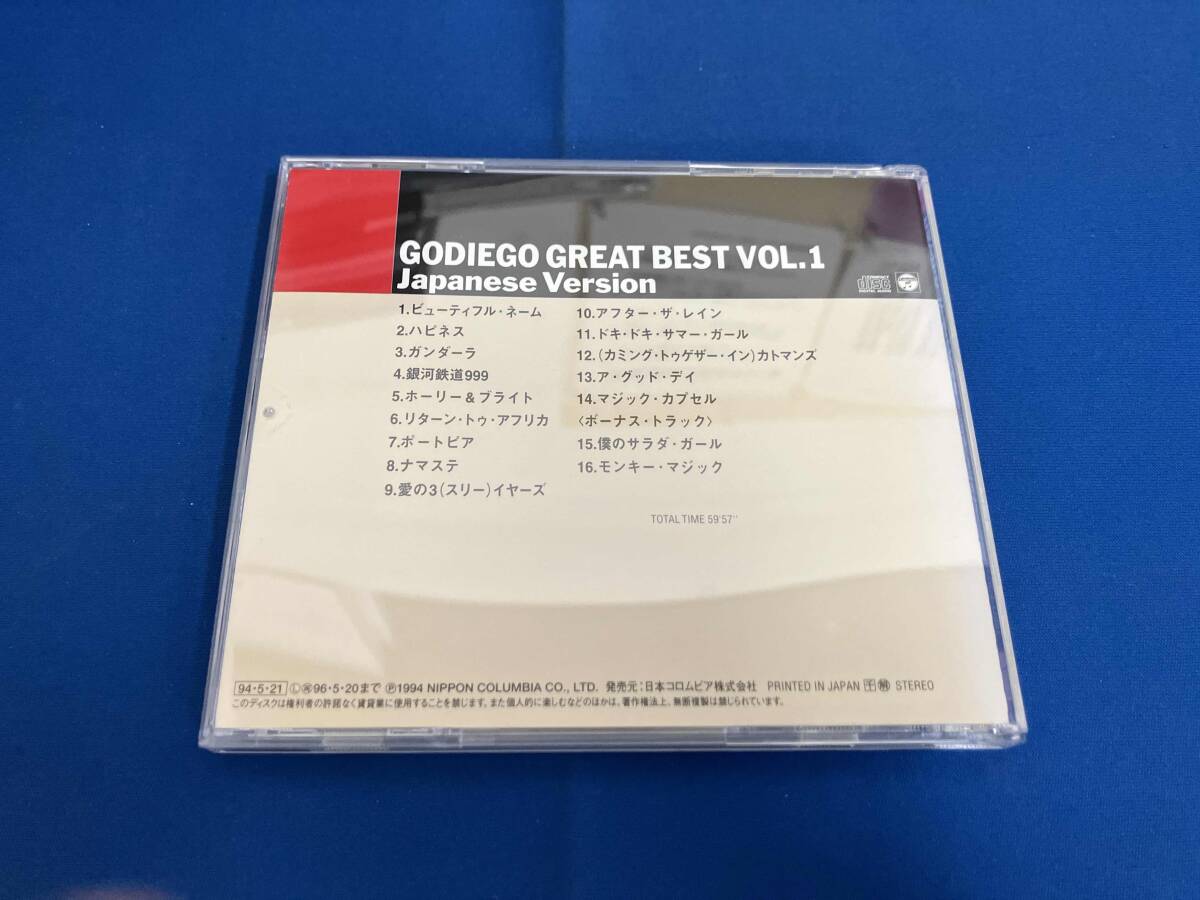 GODIEGO GREAT BEST VOL.1
Japanese Version
COMPACT
disc
DIGITAL AUDIO
1.ビューティフル・ネーム
2.ハピネス
3.ガンダーラ
4.銀河鉄道999
5.ホーリー&ブライト
6.リターン・トゥ・アフリカ
7.ポートピア
8.ナマステ
9.愛の3(スリー)イヤーズ
10.アフター・ザ・レイン
11.ドキ・ドキ・サマー・ガール
12.(カミング・トゥゲザー・イン)カトマンズ
13.ア・グッド・デイ
14.マジック・カプセル
〈ボーナス・トラック〉
15.僕のサラダ・ガール
16.モンキー・マジック
TOTAL TIME 59'57''
94・5・21 Ⓛ 96・5・20まで Ⓟ1994 NIPPON COLUMBIA CO., LTD. 発売元:日本コロムビア株式会社 PRINTED IN JAPAN STEREO
このディスクは権利者の許諾なく賃貸業に使用することを禁じます。また個人的に楽しむなどのほかは、著作権法上、無断複製は禁じられています。